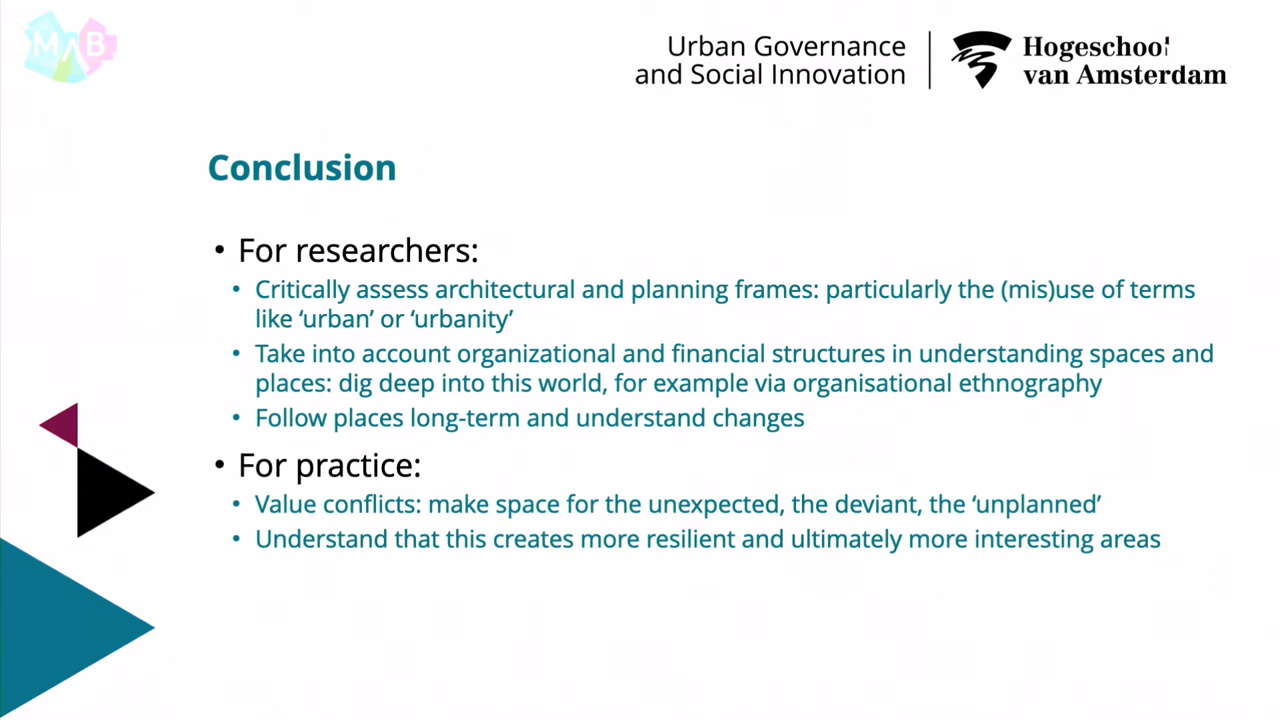 MAB
Urban Governance
and Social Innovation
Hogeschool
van Amsterdam
Conclusion
• For researchers:
• Critically assess architectural and planning frames: particularly the (mis)use of terms
like ‘urban’ or ‘urbanity’
• Take into account organizational and financial structures in understanding spaces and
places: dig deep into this world, for example via organisational ethnography
• Follow places long-term and understand changes
• For practice:
• Value conflicts: make space for the unexpected, the deviant, the ‘unplanned’
• Understand that this creates more resilient and ultimately more interesting areas